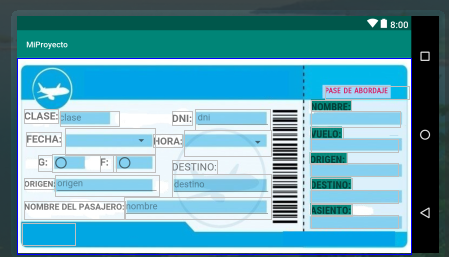 8:00
MiProyecto
PASE DE ABORDAJE
CLASE: clase DNI: dni NOMBRE:
FECHA: HORA: VUELO:
G: F: DESTINO: ORIGEN:
ORIGEN: origen destino DESTINO:
NOMBRE DEL PASAJERO: nombre ASIENTO: